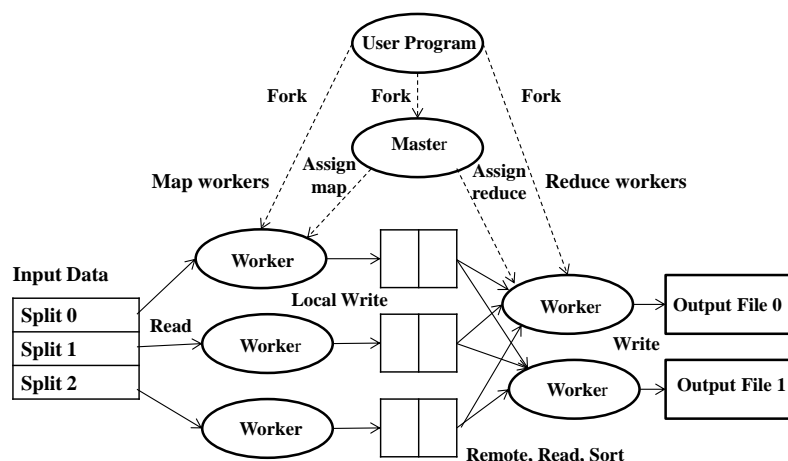 User Program
Fork
Fork
Fork
Master
Assign
map
Assign
reduce
Map workers
Reduce workers
Worker
Input Data
Split 0
Split 1
Split 2
Read
Local Write
Worker
Worker
Worker
Worker
Output File 0
Write
Output File 1
Remote, Read, Sort